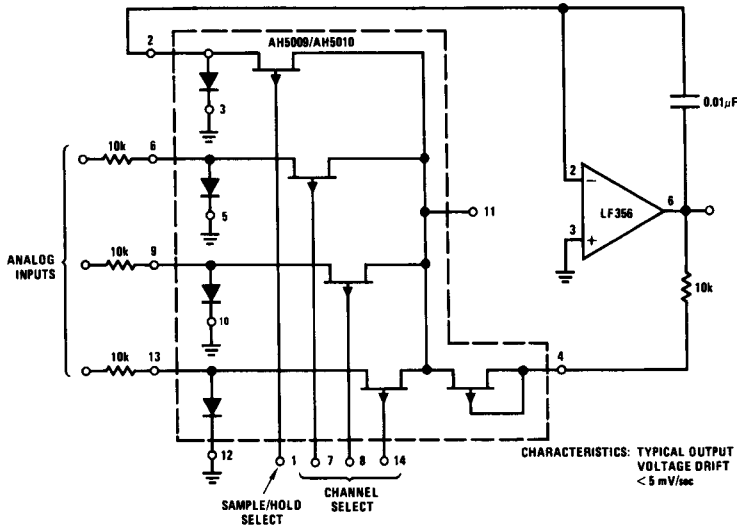 AH5009/AH5010
2
3
0.01μF
10k
6
5
2
LF356
6
3
11
ANALOG
INPUTS
10k
9
10
10k
10k
13
4
12
1
7
8
14
SAMPLE/HOLD
SELECT
CHANNEL
SELECT
CHARACTERISTICS: TYPICAL OUTPUT
VOLTAGE DRIFT
< 5 mV/sec